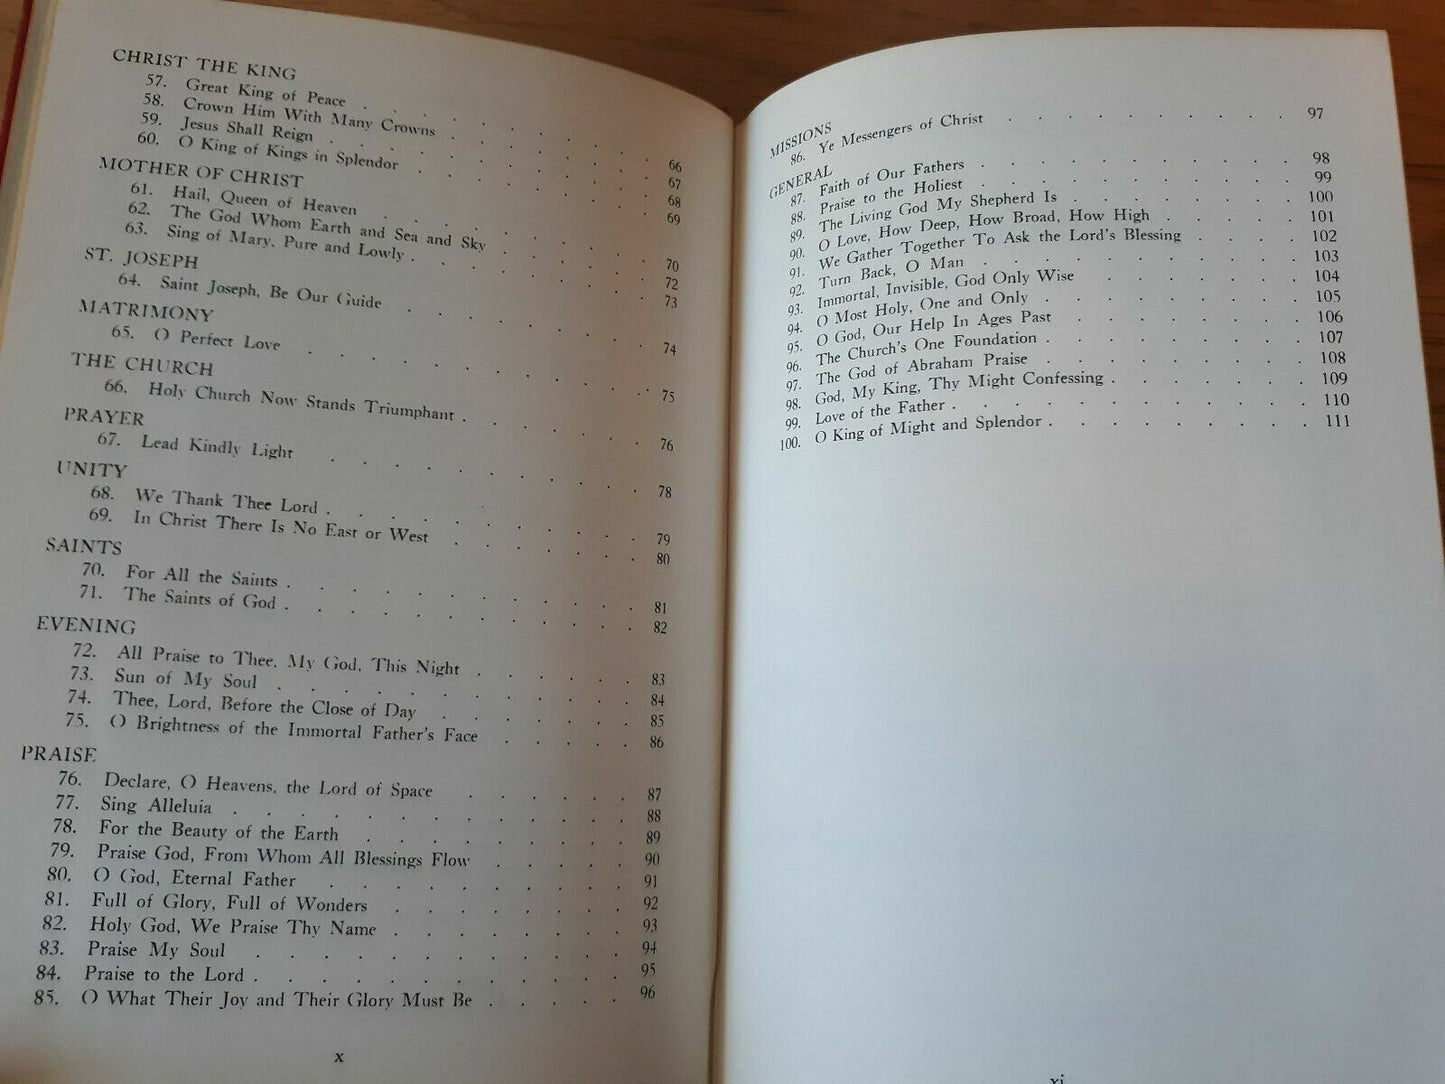 CHRIST THE KING
57. Great King of Peace . . . . . . . . . 66
58. Crown Him With Many Crowns . . . . . . 67
59. Jesus Shall Reign . . . . . . . . . . 68
60. O King of Kings in Splendor . . . . . . . 69
MOTHER OF CHRIST
61. Hail, Queen of Heaven . . . . . . . . 70
62. The God Whom Earth and Sea and Sky . . . . . 72
63. Sing of Mary, Pure and Lowly . . . . . . . 73
ST. JOSEPH
64. Saint Joseph, Be Our Guide . . . . . . . 74
MATRIMONY
65. O Perfect Love . . . . . . . . . . 75
THE CHURCH
66. Holy Church Now Stands Triumphant . . . . . . 76
PRAYER
67. Lead Kindly Light . . . . . . . . . . 78
UNITY
68. We Thank Thee Lord . . . . . . . . . . 79
69. In Christ There Is No East or West . . . . . . 80
SAINTS
70. For All the Saints . . . . . . . . . . 81
71. The Saints of God . . . . . . . . . . 82
EVENING
72. All Praise to Thee, My God, This Night . . . . . . 83
73. Sun of My Soul . . . . . . . . . . . 84
74. Thee, Lord, Before the Close of Day . . . . . . 85
75. O Brightness of the Immortal Father's Face . . . . . 86
PRAISE
76. Declare, O Heavens, the Lord of Space . . . . . . 87
77. Sing Alleluia . . . . . . . . . . . . 88
78. For the Beauty of the Earth . . . . . . . . 89
79. Praise God, From Whom All Blessings Flow . . . . . 90
80. O God, Eternal Father . . . . . . . . . 91
81. Full of Glory, Full of Wonders . . . . . . . . 92
82. Holy God, We Praise Thy Name . . . . . . . . 93
83. Praise My Soul . . . . . . . . . . . . 94
84. Praise to the Lord . . . . . . . . . . . 95
85. O What Their Joy and Their Glory Must Be . . . . . 96
x
MISSIONS
86. Ye Messengers of Christ . . . . . . . . . . 97
GENERAL
87. Faith of Our Fathers . . . . . . . . . . . 98
88. Praise to the Holiest . . . . . . . . . . . 99
89. The Living God My Shepherd Is . . . . . . . . 100
90. O Love, How Deep, How Broad, How High . . . . . 101
91. We Gather Together To Ask the Lord's Blessing . . . . 102
92. Turn Back, O Man . . . . . . . . . . . 103
93. Immortal, Invisible, God Only Wise . . . . . . . 104
94. O Most Holy, One and Only . . . . . . . . 105
95. O God, Our Help In Ages Past . . . . . . . . 106
96. The Church's One Foundation . . . . . . . . . 107
97. The God of Abraham Praise . . . . . . . . . 108
98. God, My King, Thy Might Confessing . . . . . . . 109
99. Love of the Father . . . . . . . . . . . . 110
100. O King of Might and Splendor . . . . . . . . . 111
xi